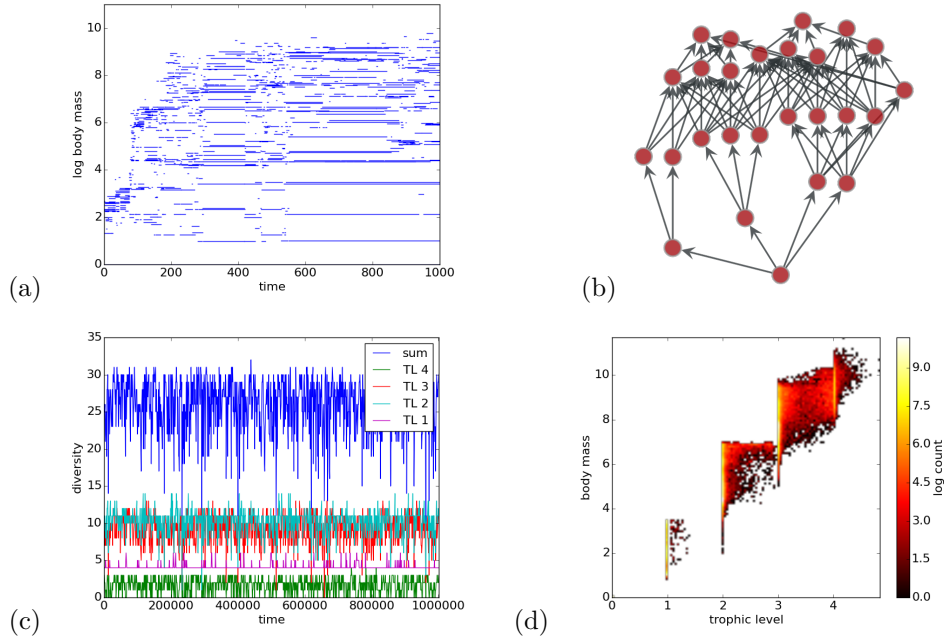 10
8
6
4
2
0
0 200 400 600 800 1000
log body mass
time
(a)
(b)
35
30
25
20
15
10
5
0
0 200000 400000 600000 800000 1000000
diversity
time
sum
TL 4
TL 3
TL 2
TL 1
(c)
10
8
6
4
2
0
0 1 2 3 4
body mass
trophic level
9.0
7.5
6.0
4.5
3.0
1.5
0.0
log count
(d)